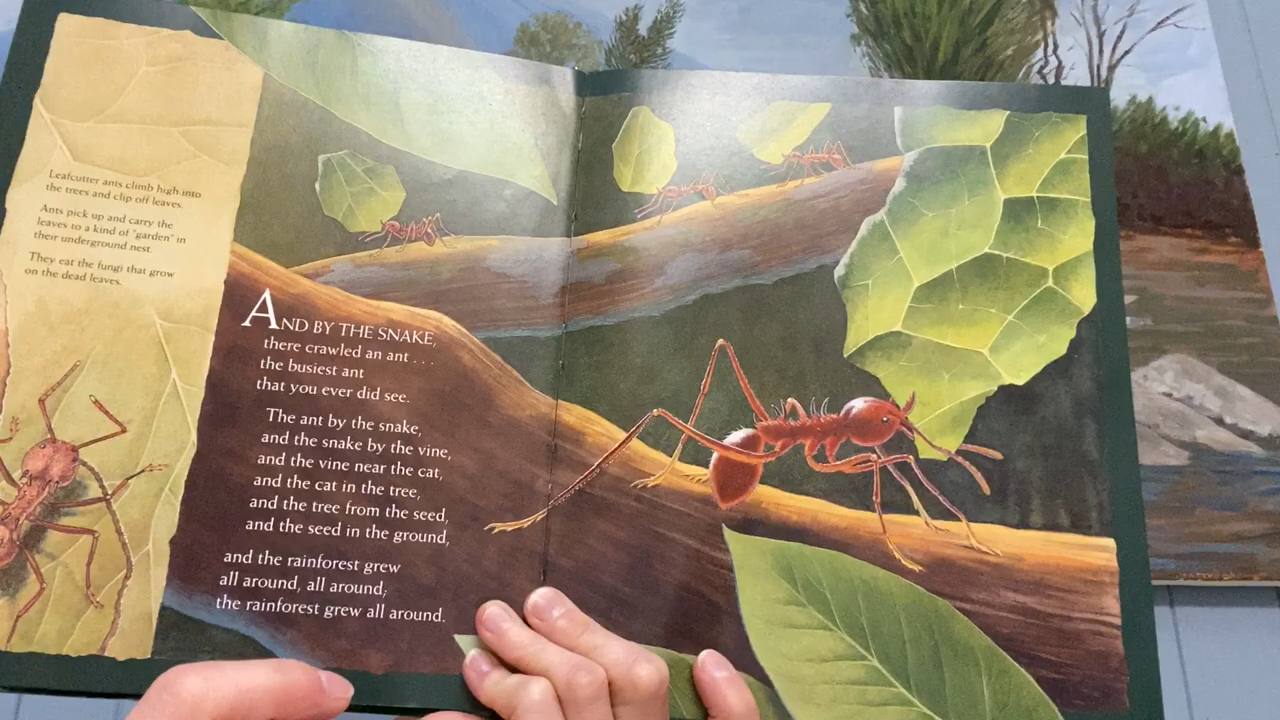 Leafcutter ants climb high into
the trees and clip off leaves.
Ants pick up and carry the
leaves to a kind of "garden" in
their underground nest.
They eat the fungi that grow
on the dead leaves.
AND BY THE SNAKE,
there crawled an ant . . .
the busiest ant
that you ever did see.
The ant by the snake,
and the snake by the vine,
and the vine near the cat,
and the cat in the tree,
and the tree from the seed,
and the seed in the ground,
and the rainforest grew
all around, all around;
the rainforest grew all around.